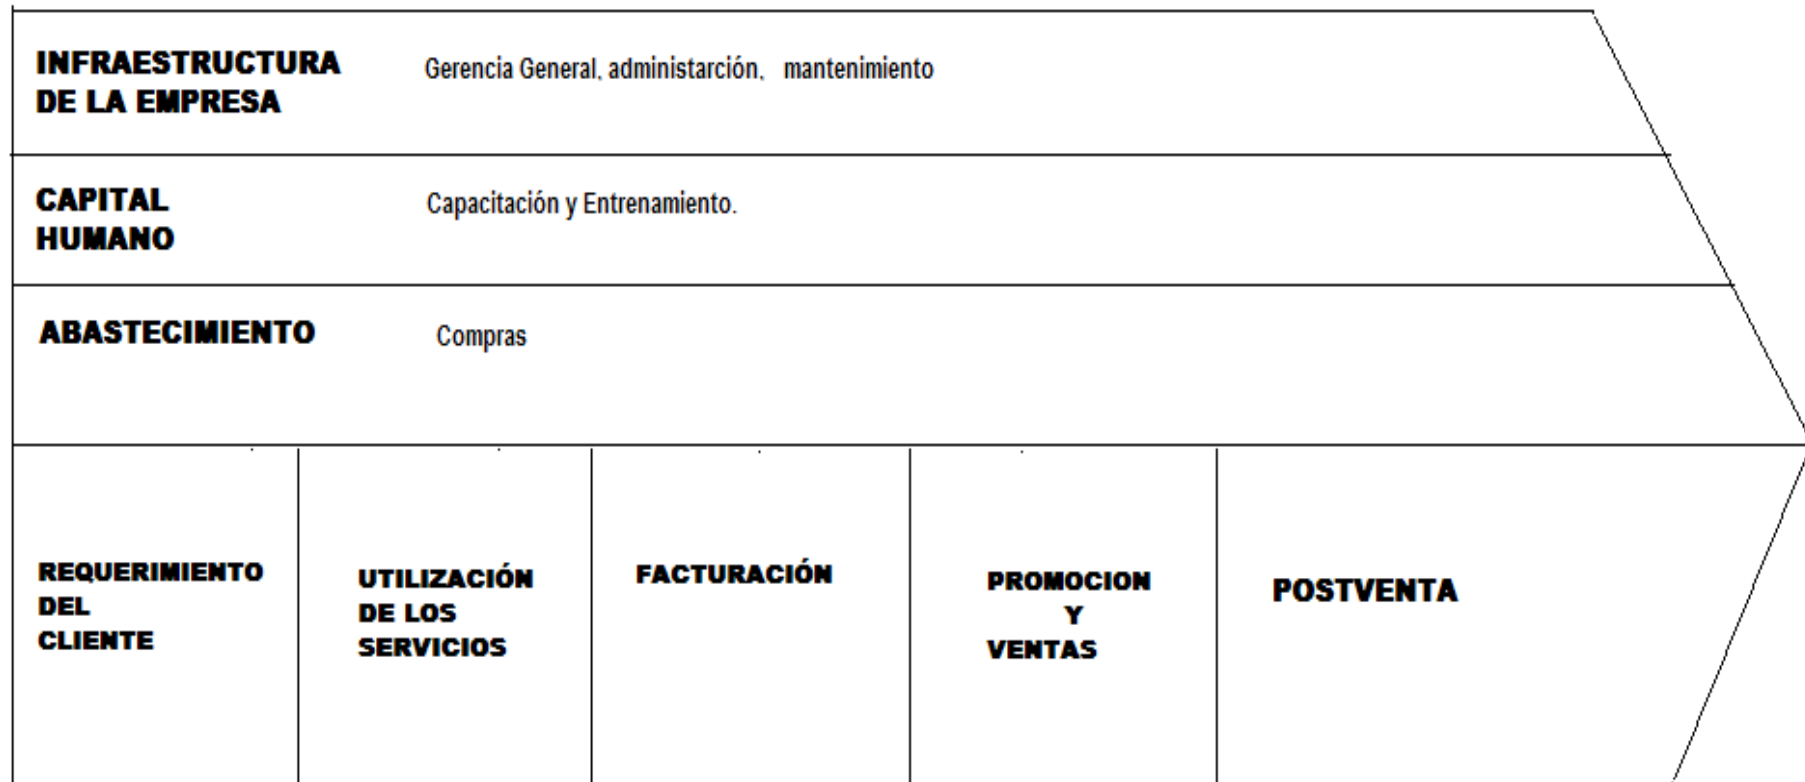 INFRAESTRUCTURA
DE LA EMPRESA
Gerencia General, administarción, mantenimiento
CAPITAL
HUMANO
Capacitación y Entrenamiento.
ABASTECIMIENTO
Compras
REQUERIMIENTO
DEL
CLIENTE
UTILIZACIÓN
DE LOS
SERVICIOS
FACTURACIÓN
PROMOCION
Y
VENTAS
POSTVENTA